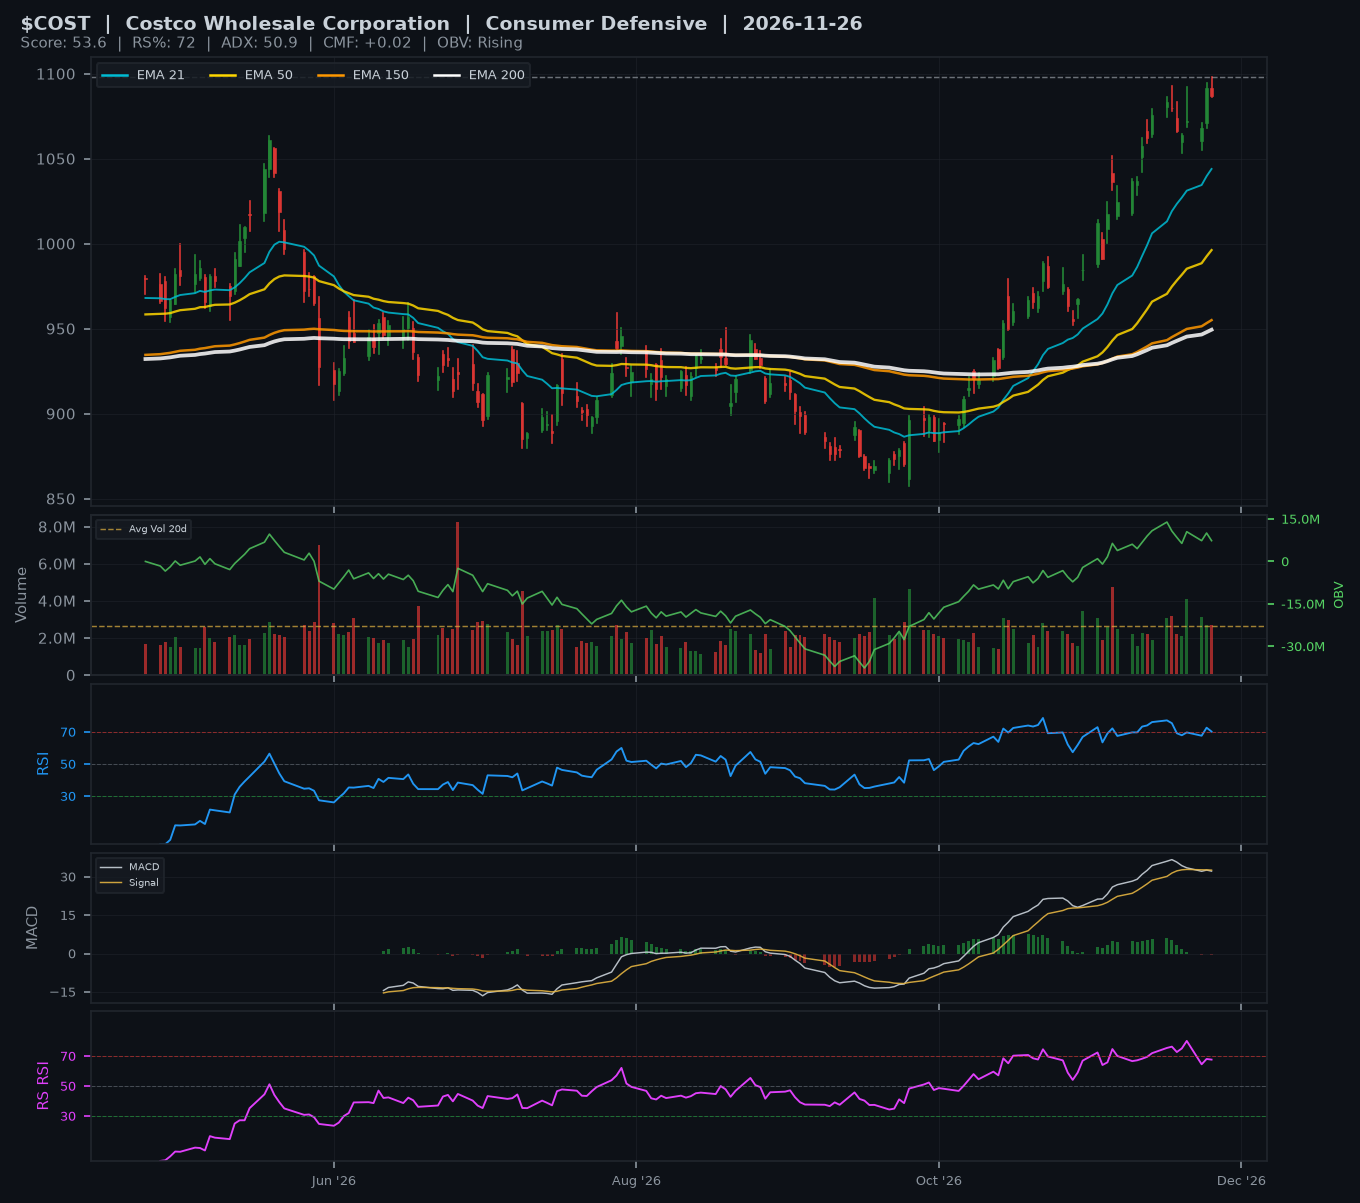 $COST | Costco Wholesale Corporation | Consumer Defensive | 2026-11-26
Score: 53.6 | RS%: 72 | ADX: 50.9 | CMF: +0.02 | OBV: Rising
EMA 21 EMA 50 EMA 150 EMA 200
1100
1050
1000
950
900
850
Avg Vol 20d
Volume
8.0M
6.0M
4.0M
2.0M
0
15.0M
0
-15.0M
-30.0M
OBV
RSI
70
50
30
MACD
Signal
MACD
30
15
0
−15
RS RSI
70
50
30
Jun '26 Aug '26 Oct '26 Dec '26